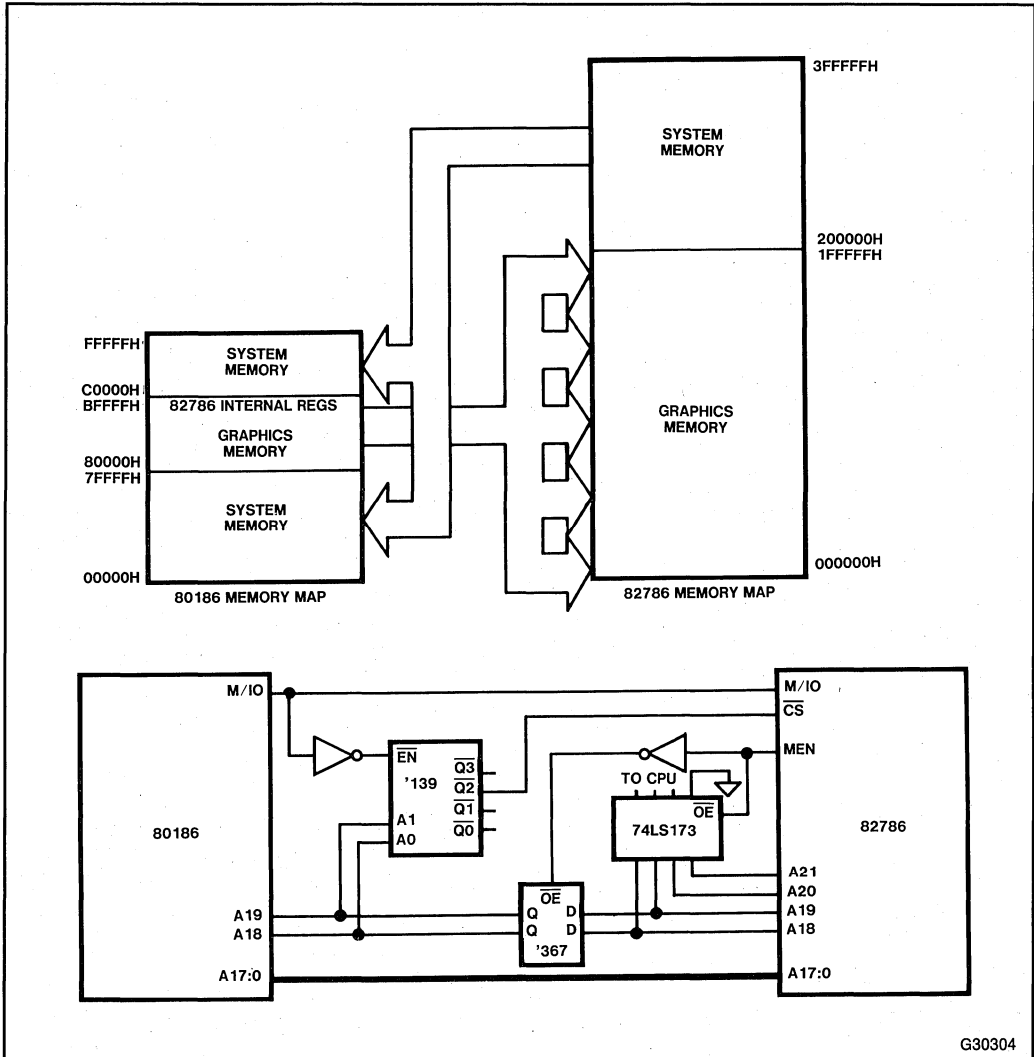 3FFFFFH
SYSTEM
MEMORY
200000H
1FFFFFH
GRAPHICS
MEMORY
000000H
82786 MEMORY MAP
FFFFFH
SYSTEM
MEMORY
C0000H
BFFFFH
82786 INTERNAL REGS
GRAPHICS
MEMORY
80000H
7FFFFH
SYSTEM
MEMORY
00000H
80186 MEMORY MAP
80186
M/IO
A19
A18
A17:0
EN
'139
A1
A0
Q3
Q2
Q1
Q0
TO CPU
OE
74LS173
OE
Q D
Q D
'367
M/IO
CS
MEN
82786
A21
A20
A19
A18
A17:0
G30304